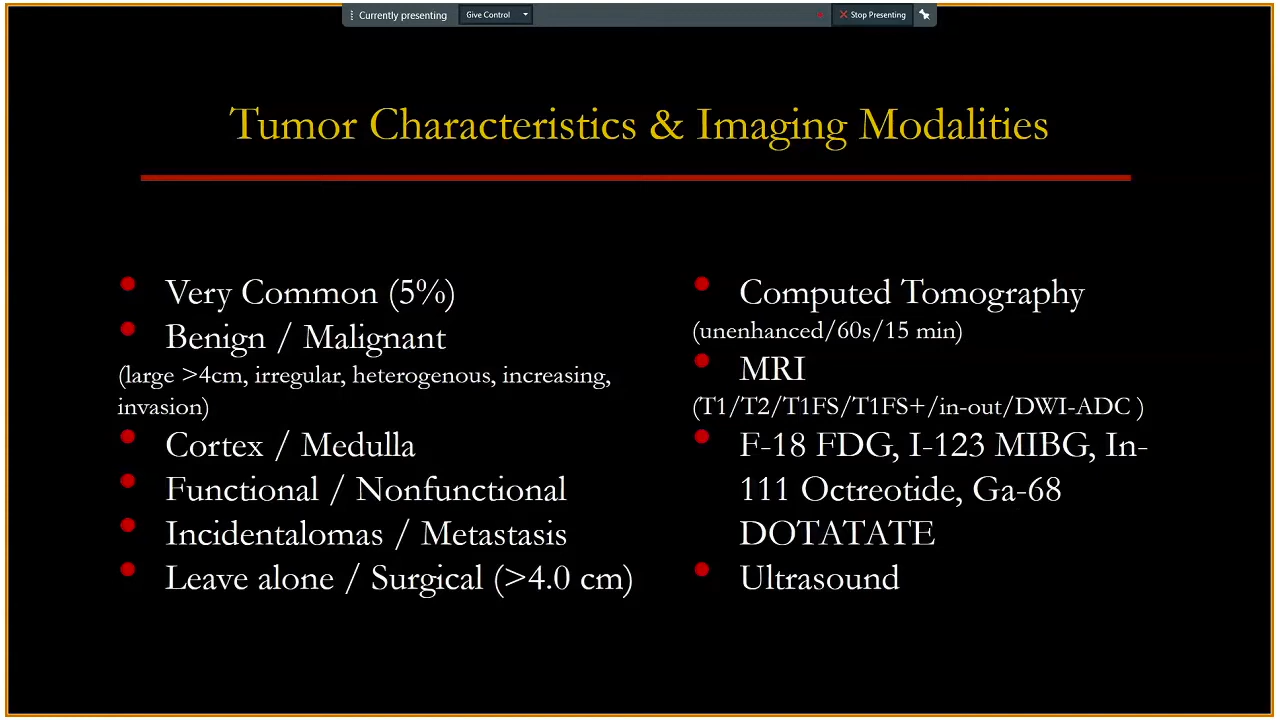 Currently presenting
Give Control
Stop Presenting
Tumor Characteristics & Imaging Modalities
Very Common (5%)
Benign / Malignant
(large >4cm, irregular, heterogenous, increasing,
invasion)
Cortex / Medulla
Functional / Nonfunctional
Incidentalomas / Metastasis
Leave alone / Surgical (>4.0 cm)
Computed Tomography
(unenhanced/60s/15 min)
MRI
(T1/T2/T1FS/T1FS+/in-out/DWI-ADC )
F-18 FDG, I-123 MIBG, In-
111 Octreotide, Ga-68
DOTATATE
Ultrasound